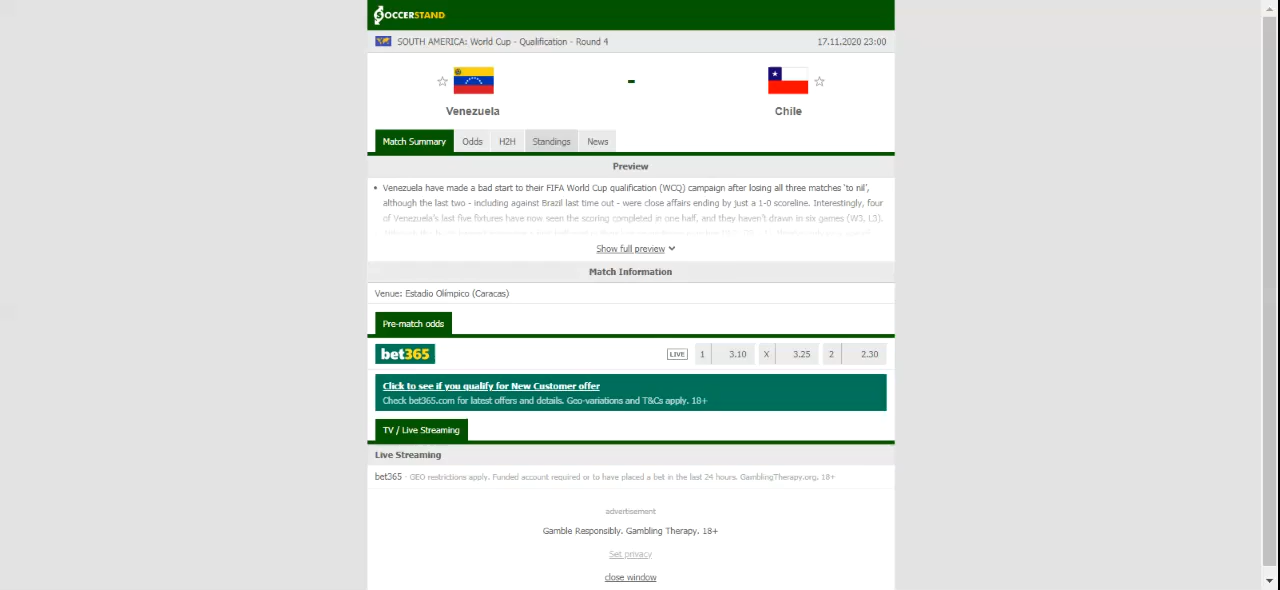 SOCCERSTAND
SOUTH AMERICA: World Cup - Qualification - Round 4 17.11.2020 23:00
-
Venezuela Chile
Match Summary Odds H2H Standings News
Preview
• Venezuela have made a bad start to their FIFA World Cup qualification (WCQ) campaign after losing all three matches 'to nil',
although the last two - including against Brazil last time out - were close affairs ending by just a 1-0 scoreline. Interestingly, four
of Venezuela's last five fixtures have now seen the scoring completed in one half, and they haven't drawn in six games (W3, L3).
Show full preview
Match Information
Venue: Estadio Olímpico (Caracas)
Pre-match odds
bet365 LIVE 1 3.10 X 3.25 2 2.30
Click to see if you qualify for New Customer offer
Check bet365.com for latest offers and details. Geo-variations and T&Cs apply. 18+
TV / Live Streaming
Live Streaming
bet365 - GEO restrictions apply. Funded account required or to have placed a bet in the last 24 hours. GamblingTherapy.org. 18+
advertisement
Gamble Responsibly. Gambling Therapy. 18+
Set privacy
close window